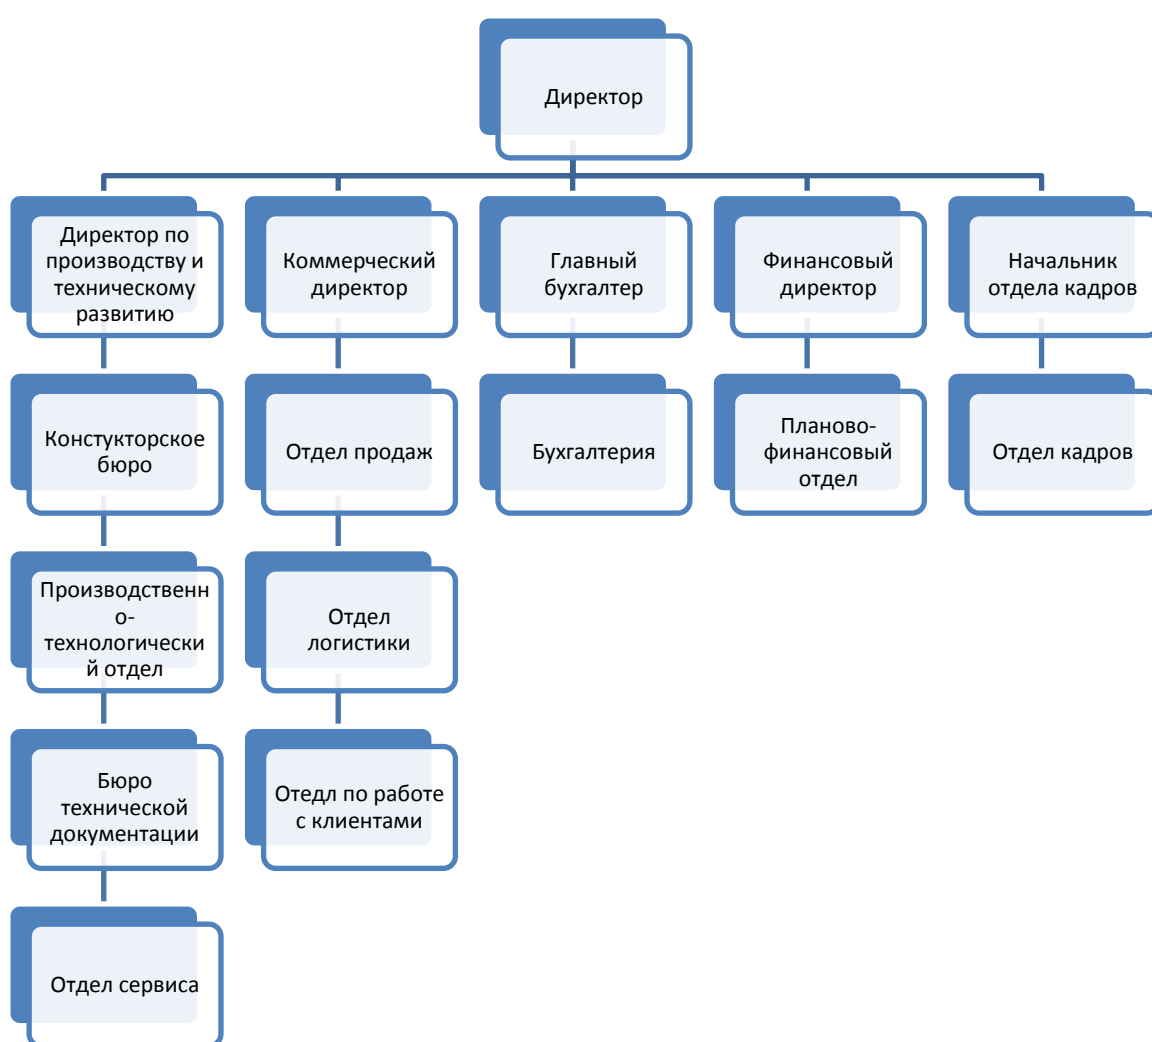 Директор
Директор по
производству и
техническому
развитию
Коммерческий
директор
Главный
бухгалтер
Финансовый
директор
Начальник
отдела кадров
Констукторское
бюро
Отдел продаж
Бухгалтерия
Планово-
финансовый
отдел
Отдел кадров
Производственн
о-
технологически
й отдел
Отдел
логистики
Бюро
технической
документации
Отедл по работе
с клиентами
Отдел сервиса